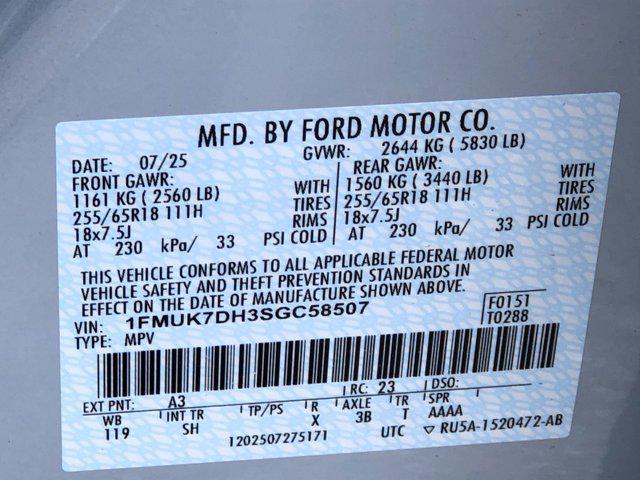 MFD. BY FORD MOTOR CO.
DATE: 07/25 GVWR: 2644 KG ( 5830 LB)
FRONT GAWR: REAR GAWR:
1161 KG ( 2560 LB) WITH 1560 KG ( 3440 LB) WITH
255/65R18 111H TIRES 255/65R18 111H TIRES
18x7.5J RIMS 18x7.5J RIMS
AT 230 kPa/ 33 PSI COLD AT 230 kPa/ 33 PSI COLD
THIS VEHICLE CONFORMS TO ALL APPLICABLE FEDERAL MOTOR
VEHICLE SAFETY AND THEFT PREVENTION STANDARDS IN
EFFECT ON THE DATE OF MANUFACTURE SHOWN ABOVE.
VIN: 1FMUK7DH3SGC58507 F0151
TYPE: MPV T0288
EXT PNT: A3 RC: 23 DSO:
WB INT TR TP/PS R AXLE TR SPR
119 SH X 3B T AAAA
1202507275171 UTC ▽ RU5A-1520472-AB